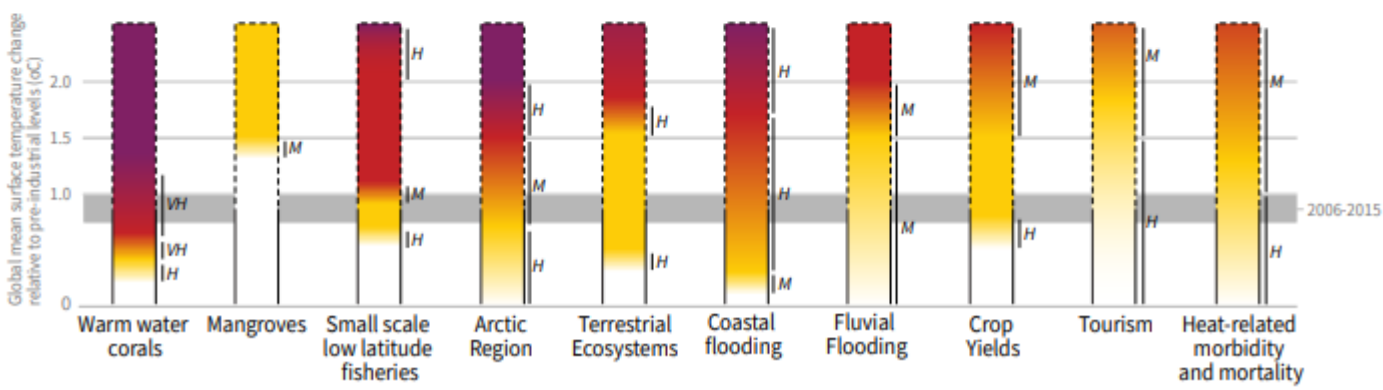 Global mean surface temperature change
relative to pre-industrial levels (oC)
2.0
1.5
1.0
0
2006-2015
VH
VH
H
M
H
M
H
H
M
H
H
H
H
H
M
M
M
M
H
M
H
M
H
Warm water
corals
Mangroves
Small scale
low latitude
fisheries
Arctic
Region
Terrestrial
Ecosystems
Coastal
flooding
Fluvial
Flooding
Crop
Yields
Tourism
Heat-related
morbidity
and mortality